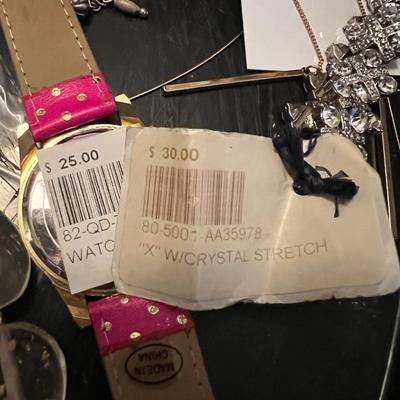 $ 25.00
82-QD-
WATC
$ 30.00
80-5001-AA35978
"X" W/CRYSTAL STRETCH
MADE IN
CHINA